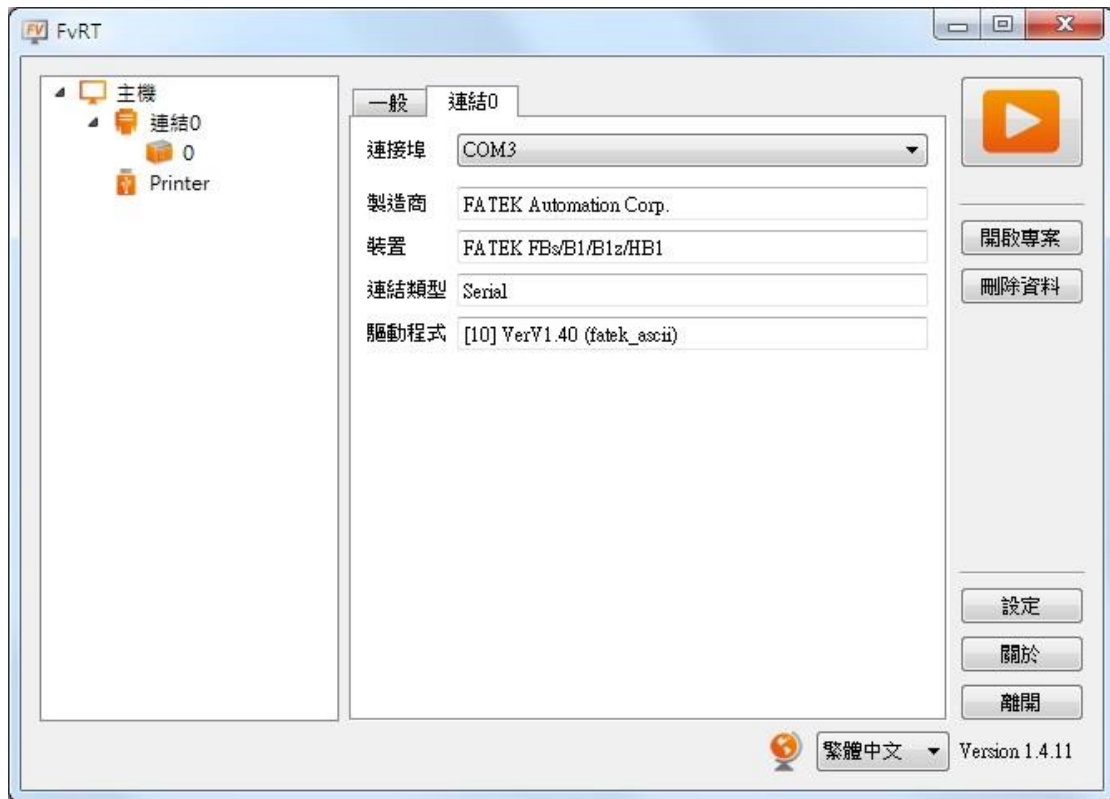 FV FvRT
主機
連結0
0
Printer
一般 連結0
連接埠 COM3
製造商 FATEK Automation Corp.
裝置 FATEK FBs/B1/B1z/HB1
連結類型 Serial
驅動程式 [10] VerV1.40 (fatek_ascii)
開啟專案
刪除資料
設定
關於
離開
繁體中文 Version 1.4.11